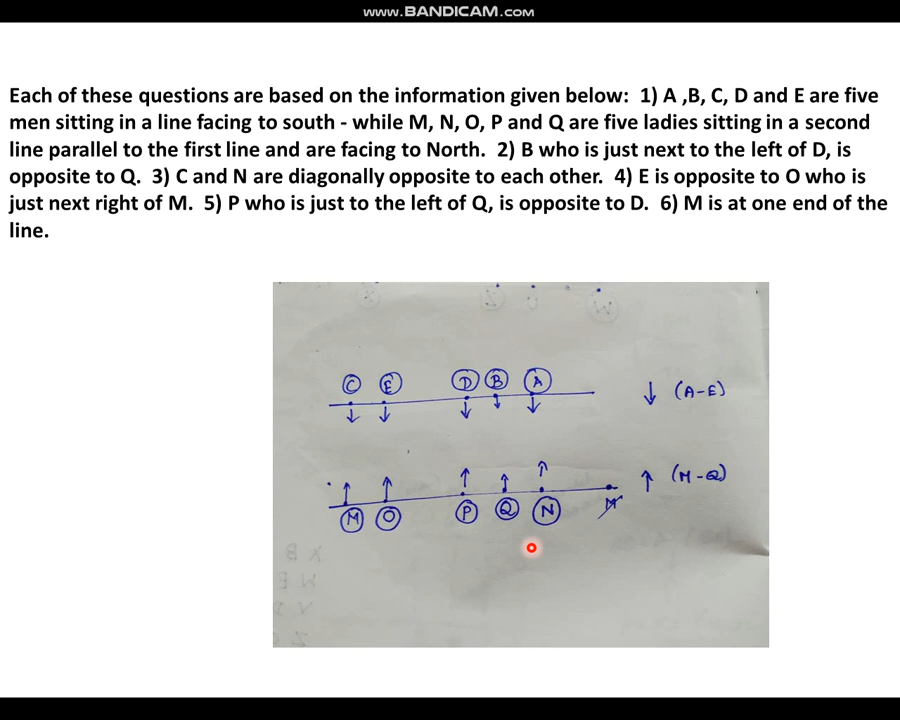 www.BANDICAM.com
Each of these questions are based on the information given below:  1) A ,B, C, D and E are five
men sitting in a line facing to south - while M, N, O, P and Q are five ladies sitting in a second
line parallel to the first line and are facing to North.  2) B who is just next to the left of D, is
opposite to Q.  3) C and N are diagonally opposite to each other.  4) E is opposite to O who is
just next right of M.  5) P who is just to the left of Q, is opposite to D.  6) M is at one end of the
line.
C E D B A ↓ (A-E)
↑ (M-Q)
M O P Q N M